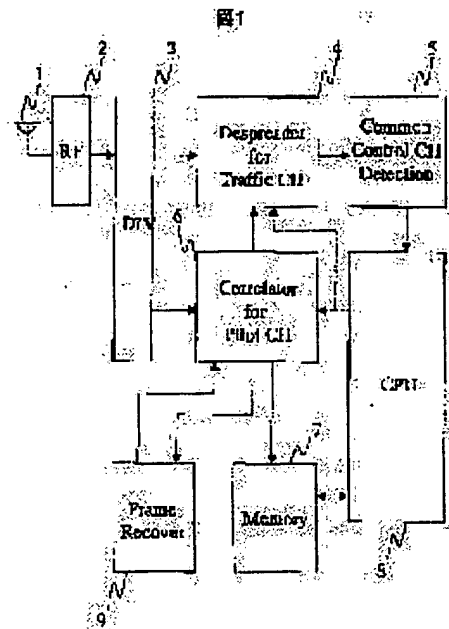 図1
1
2
3
4
5
RF
DIV
Despreader
for
Traffic CH
Common
Control CH
Detection
6
Correlator
for
Pilot CH
CPU
7
Frame
Recover
Memory
9
8